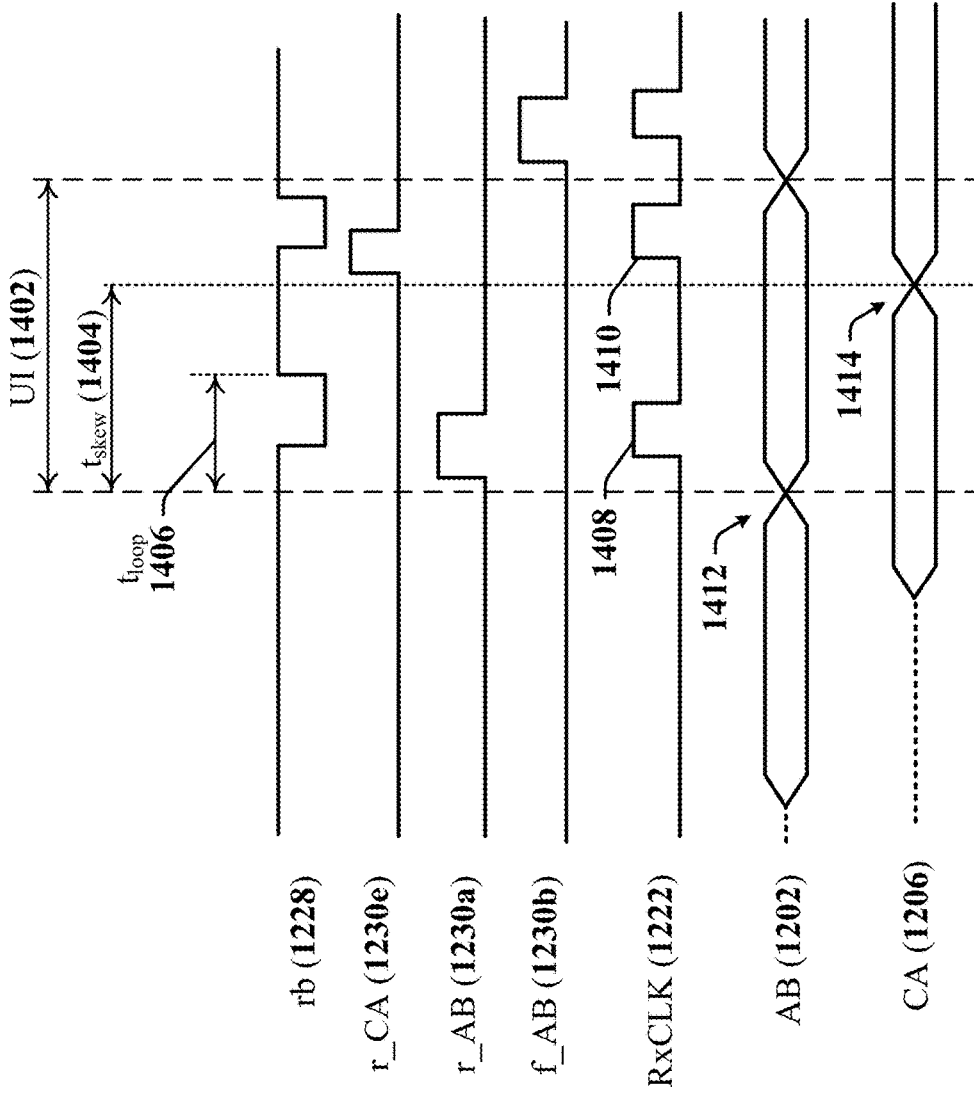 UI (1402)
t_skew (1404)
t_loop
1406
rb (1228)
r_CA (1230e)
r_AB (1230a)
f_AB (1230b)
RxCLK (1222)
1408
1410
AB (1202)
1412
CA (1206)
1414